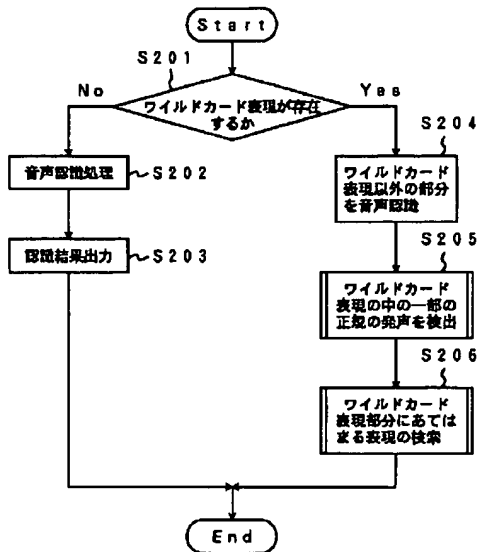 Start
S201
No
Yes
ワイルドカード表現が存在
するか
S204
音声認識処理
S202
ワイルドカード
表現以外の部分
を音声認識
S205
認識結果出力
S203
ワイルドカード
表現の中の一部の
正規の発声を検出
S206
ワイルドカード
表現部分にあては
まる表現の検索
End